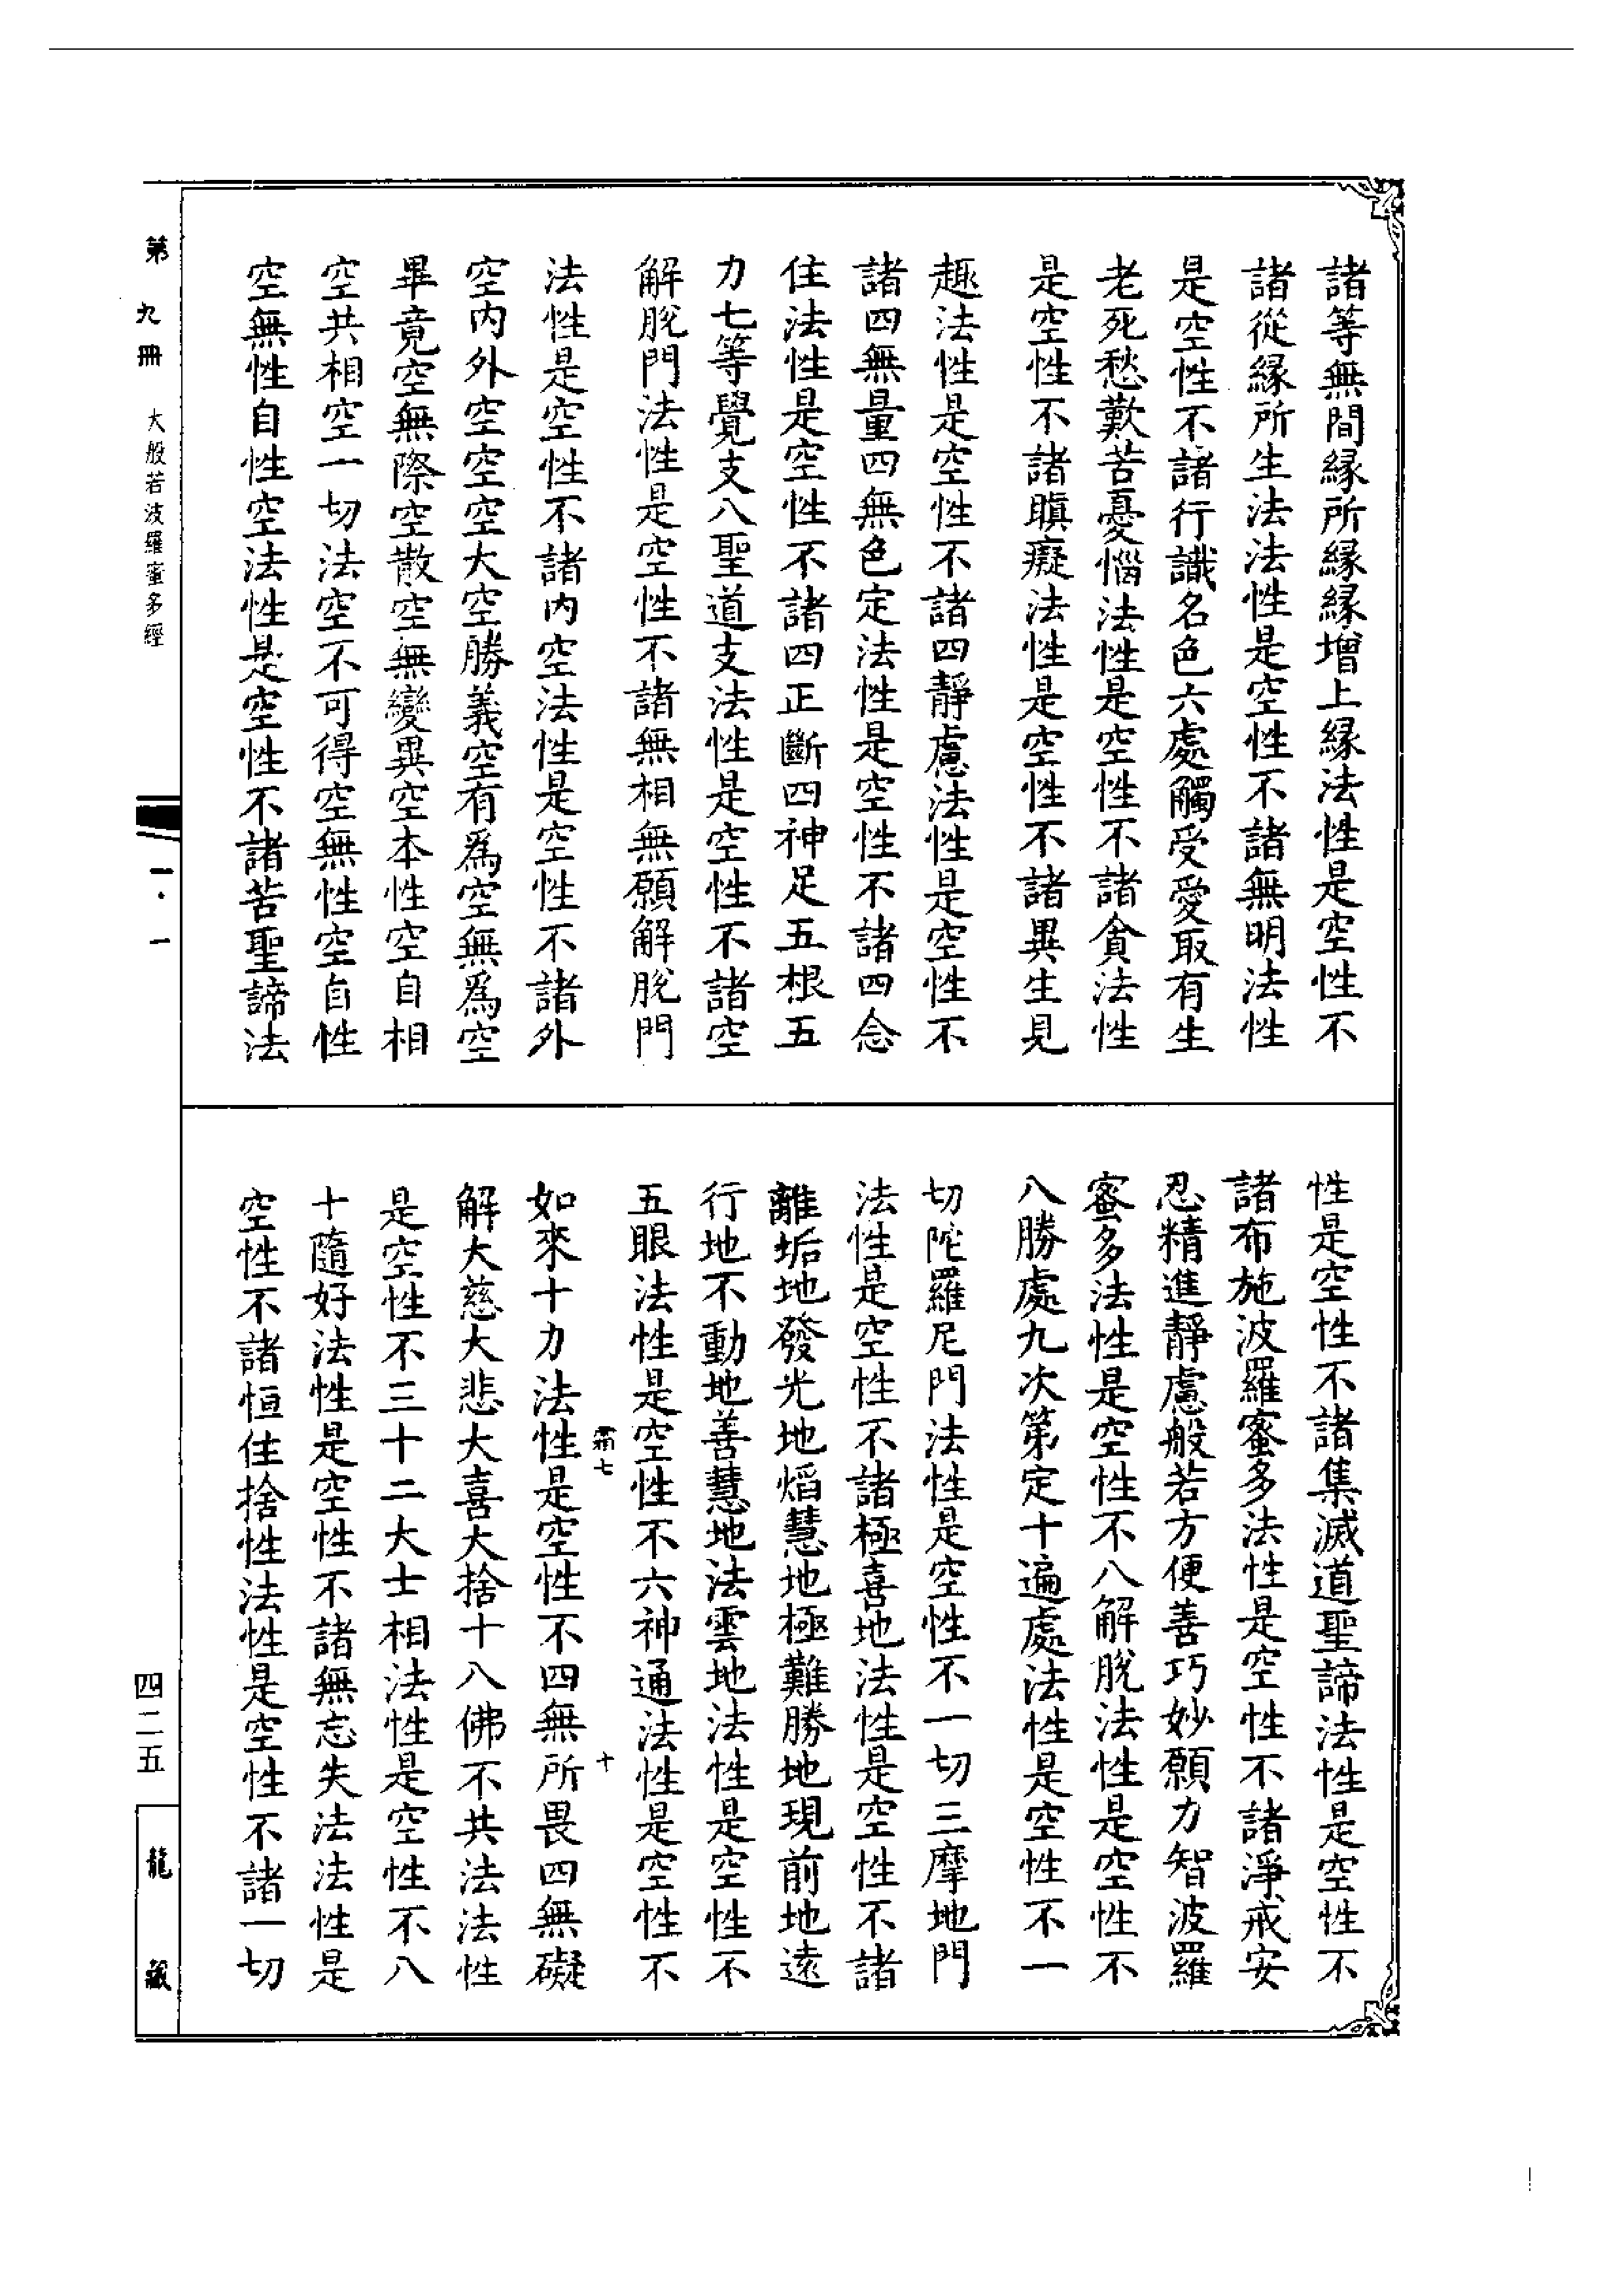 諸等無間緣所緣緣增上緣法性是空性不
諸從緣所生法法性是空性不諸無明法性
是空性不諸行識名色六處觸受愛取有生
老死愁歎苦憂惱法性是空性不諸貪法性
是空性不諸瞋癡法性是空性不諸異生見
趣法性是空性不諸四靜慮法性是空性不
諸四無量四無色定法性是空性不諸四念
住法性是空性不諸四正斷四神足五根五
力七等覺支八聖道支法性是空性不諸空
解脫門法性是空性不諸無相無願解脫門
法性是空性不諸內空法性是空性不諸外
空內外空空空大空勝義空有為空無為空
畢竟空無際空散空無變異空本性空自相
空共相空一切法空不可得空無性空自性
空無性自性空法性是空性不諸苦聖諦法
性是空性不諸集滅道聖諦法性是空性不
諸布施波羅蜜多法性是空性不諸淨戒安
忍精進靜慮般若方便善巧妙願力智波羅
蜜多法性是空性不八解脫法性是空性不
八勝處九次第定十遍處法性是空性不一
切陀羅尼門法性是空性不一切三摩地門
法性是空性不諸極喜地法性是空性不諸
離垢地發光地焰慧地極難勝地現前地遠
行地不動地善慧地法雲地法性是空性不
五眼法性是空性不六神通法性是空性不
霜七 十
如來十力法性是空性不四無所畏四無礙
解大慈大悲大喜大捨十八佛不共法法性
是空性不三十二大士相法性是空性不八
十隨好法性是空性不諸無忘失法法性是
空性不諸恒住捨性法性是空性不諸一切
第九冊 大般若波羅蜜多經
一·一
四二五
龍藏